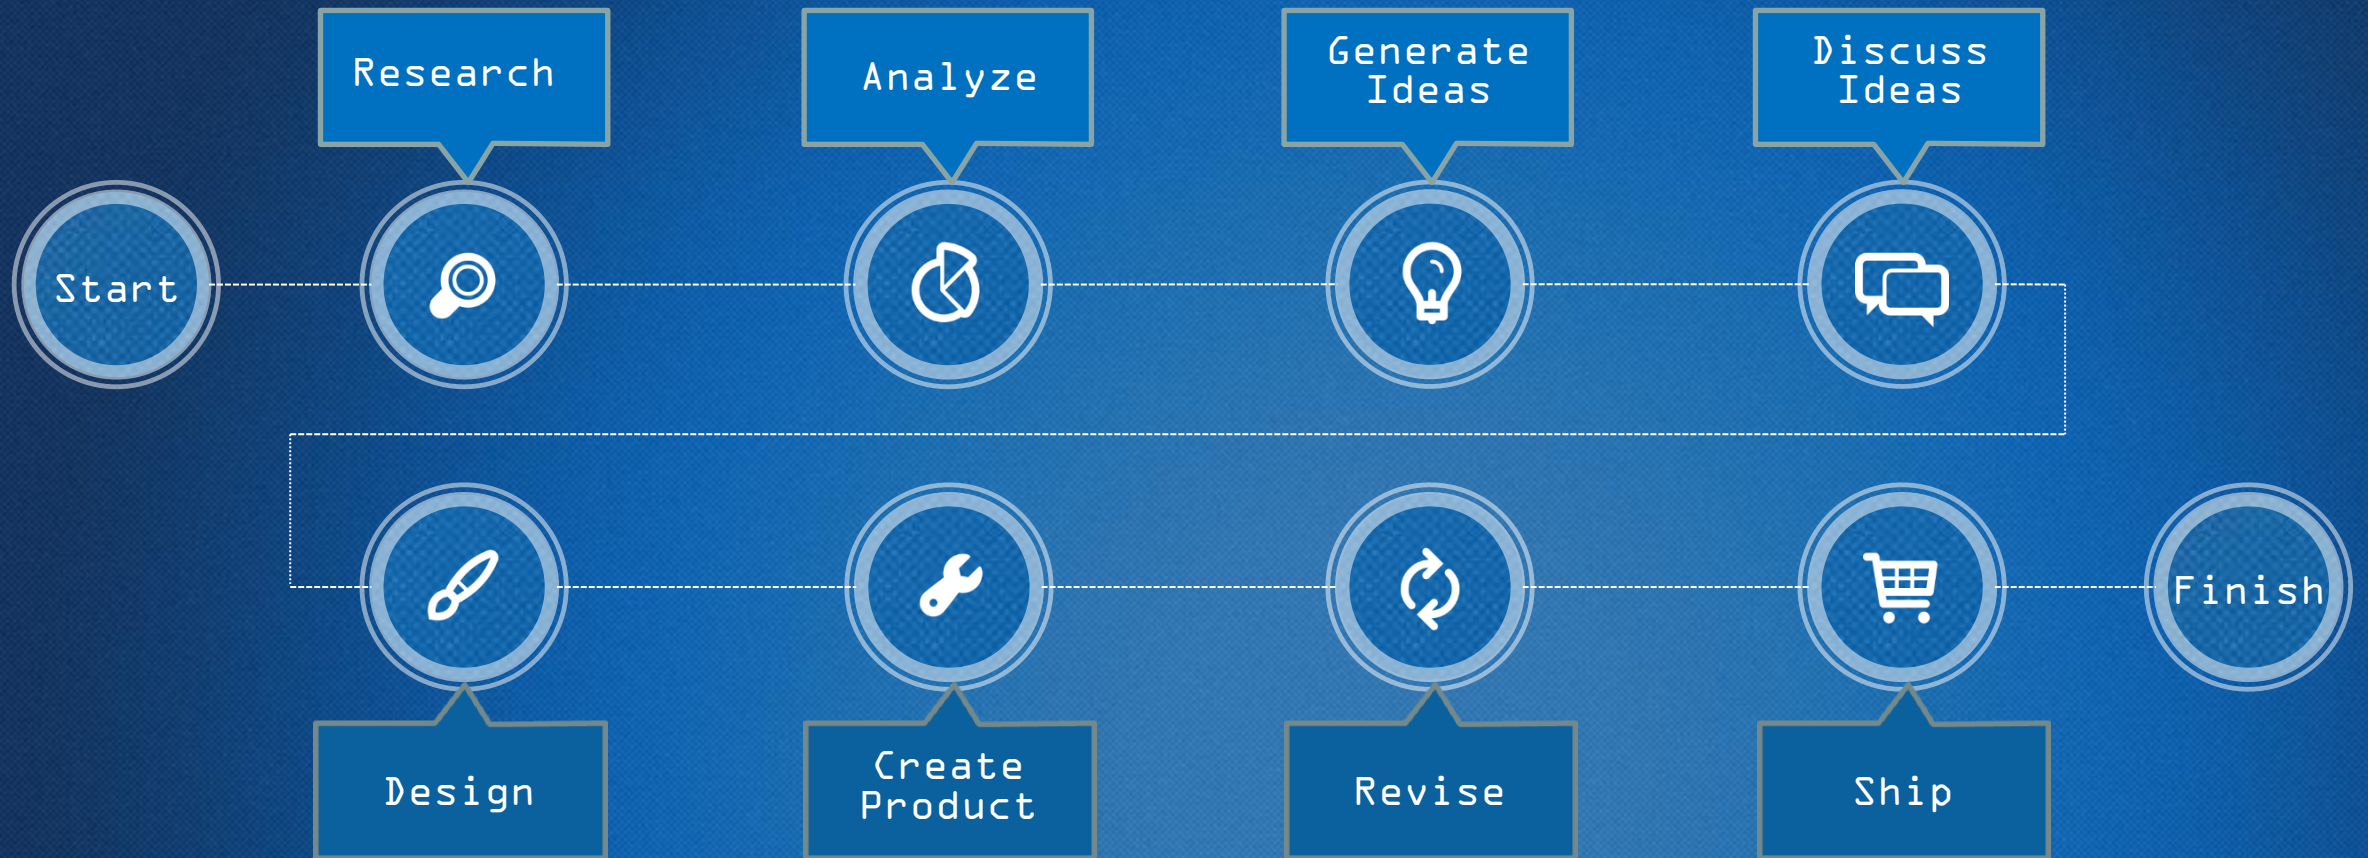 Research
Analyze
Generate
Ideas
Discuss
Ideas
Start
Finish
Design
Create
Product
Revise
Ship